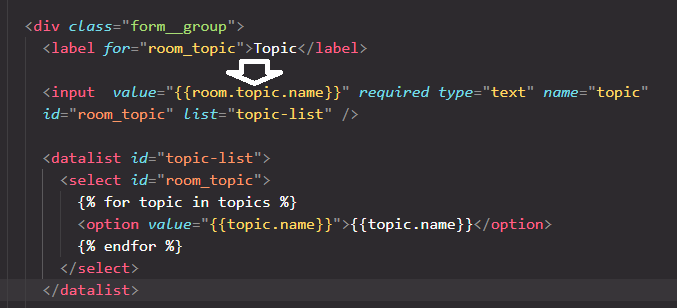 <div class="form__group">
<label for="room_topic">Topic</label>
<input  value="{{room.topic.name}}" required type="text" name="topic"
id="room_topic" list="topic-list" />
<datalist id="topic-list">
<select id="room_topic">
{% for topic in topics %}
<option value="{{topic.name}}">{{topic.name}}</option>
{% endfor %}
</select>
</datalist>